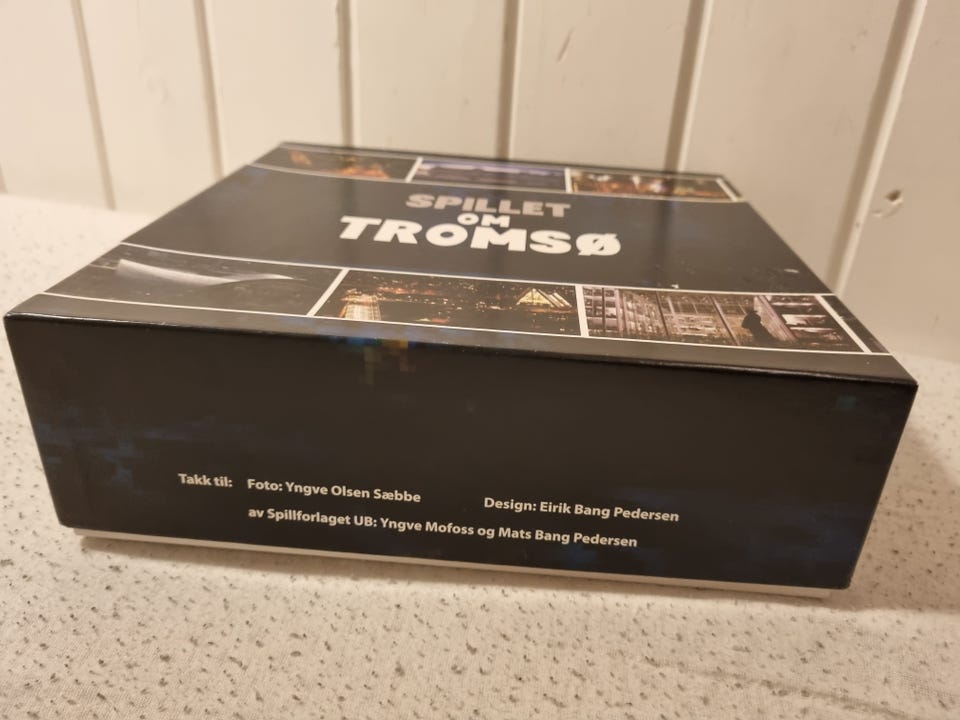 SPILLET
OM
TROMSØ
Takk til: Foto: Yngve Olsen Sæbbe Design: Eirik Bang Pedersen
av Spillforlaget UB: Yngve Mofoss og Mats Bang Pedersen